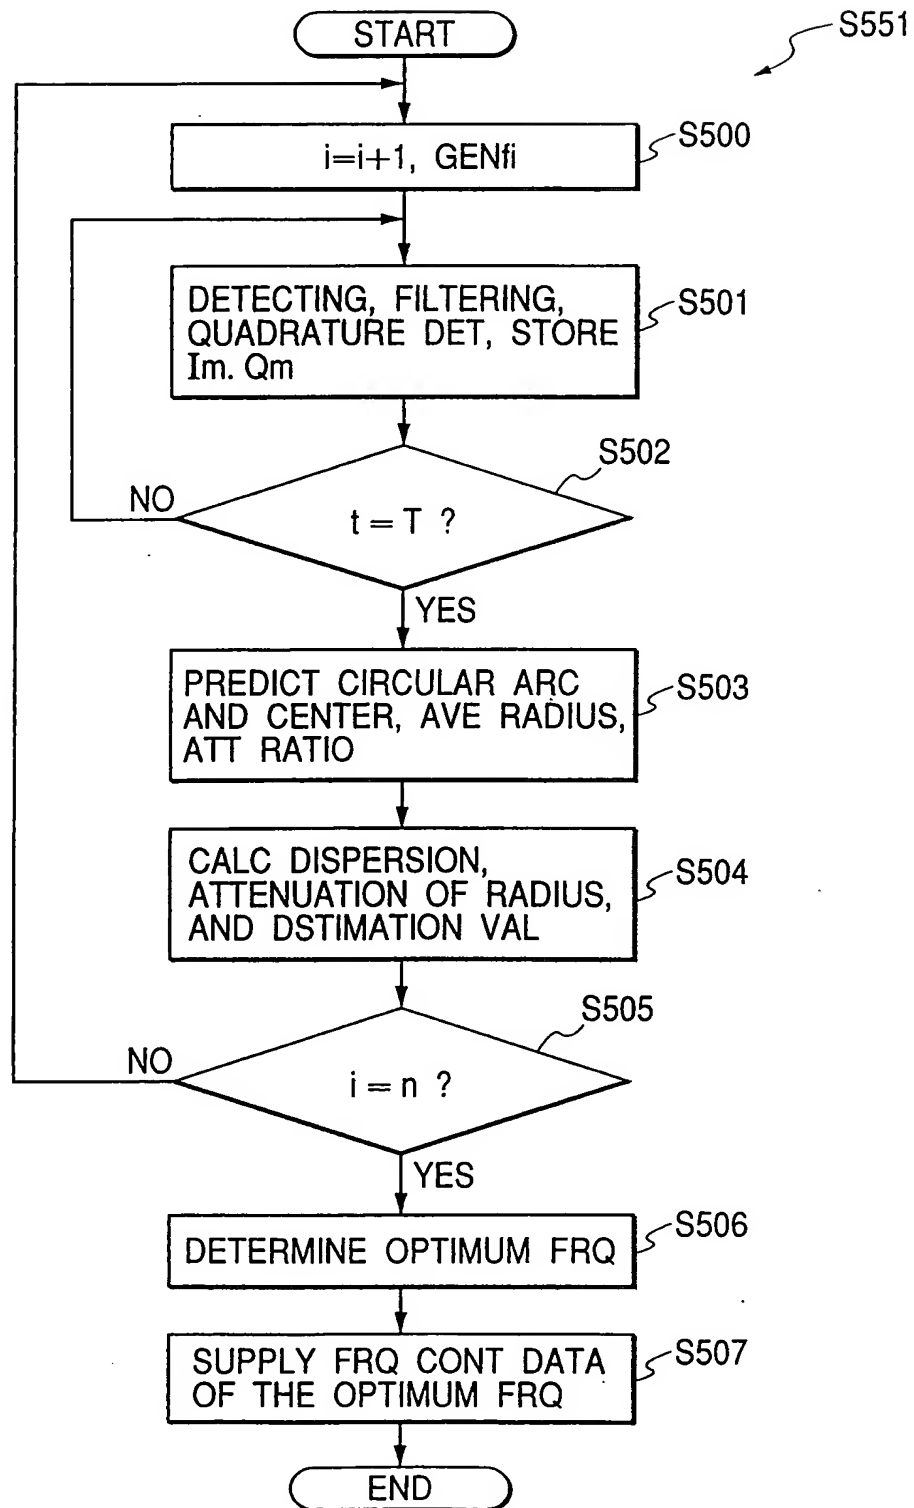 START
S551
i=i+1, GENfi
S500
DETECTING, FILTERING,
QUADRATURE DET, STORE
Im. Qm
S501
S502
NO
t = T ?
YES
PREDICT CIRCULAR ARC
AND CENTER, AVE RADIUS,
ATT RATIO
S503
CALC DISPERSION,
ATTENUATION OF RADIUS,
AND DSTIMATION VAL
S504
S505
NO
i = n ?
YES
DETERMINE OPTIMUM FRQ
S506
SUPPLY FRQ CONT DATA
OF THE OPTIMUM FRQ
S507
END